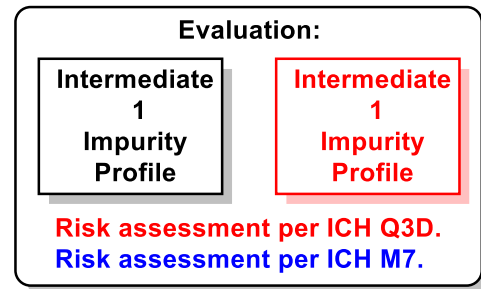 Evaluation:
Intermediate
1
Impurity
Profile
Intermediate
1
Impurity
Profile
Risk assessment per ICH Q3D.
Risk assessment per ICH M7.